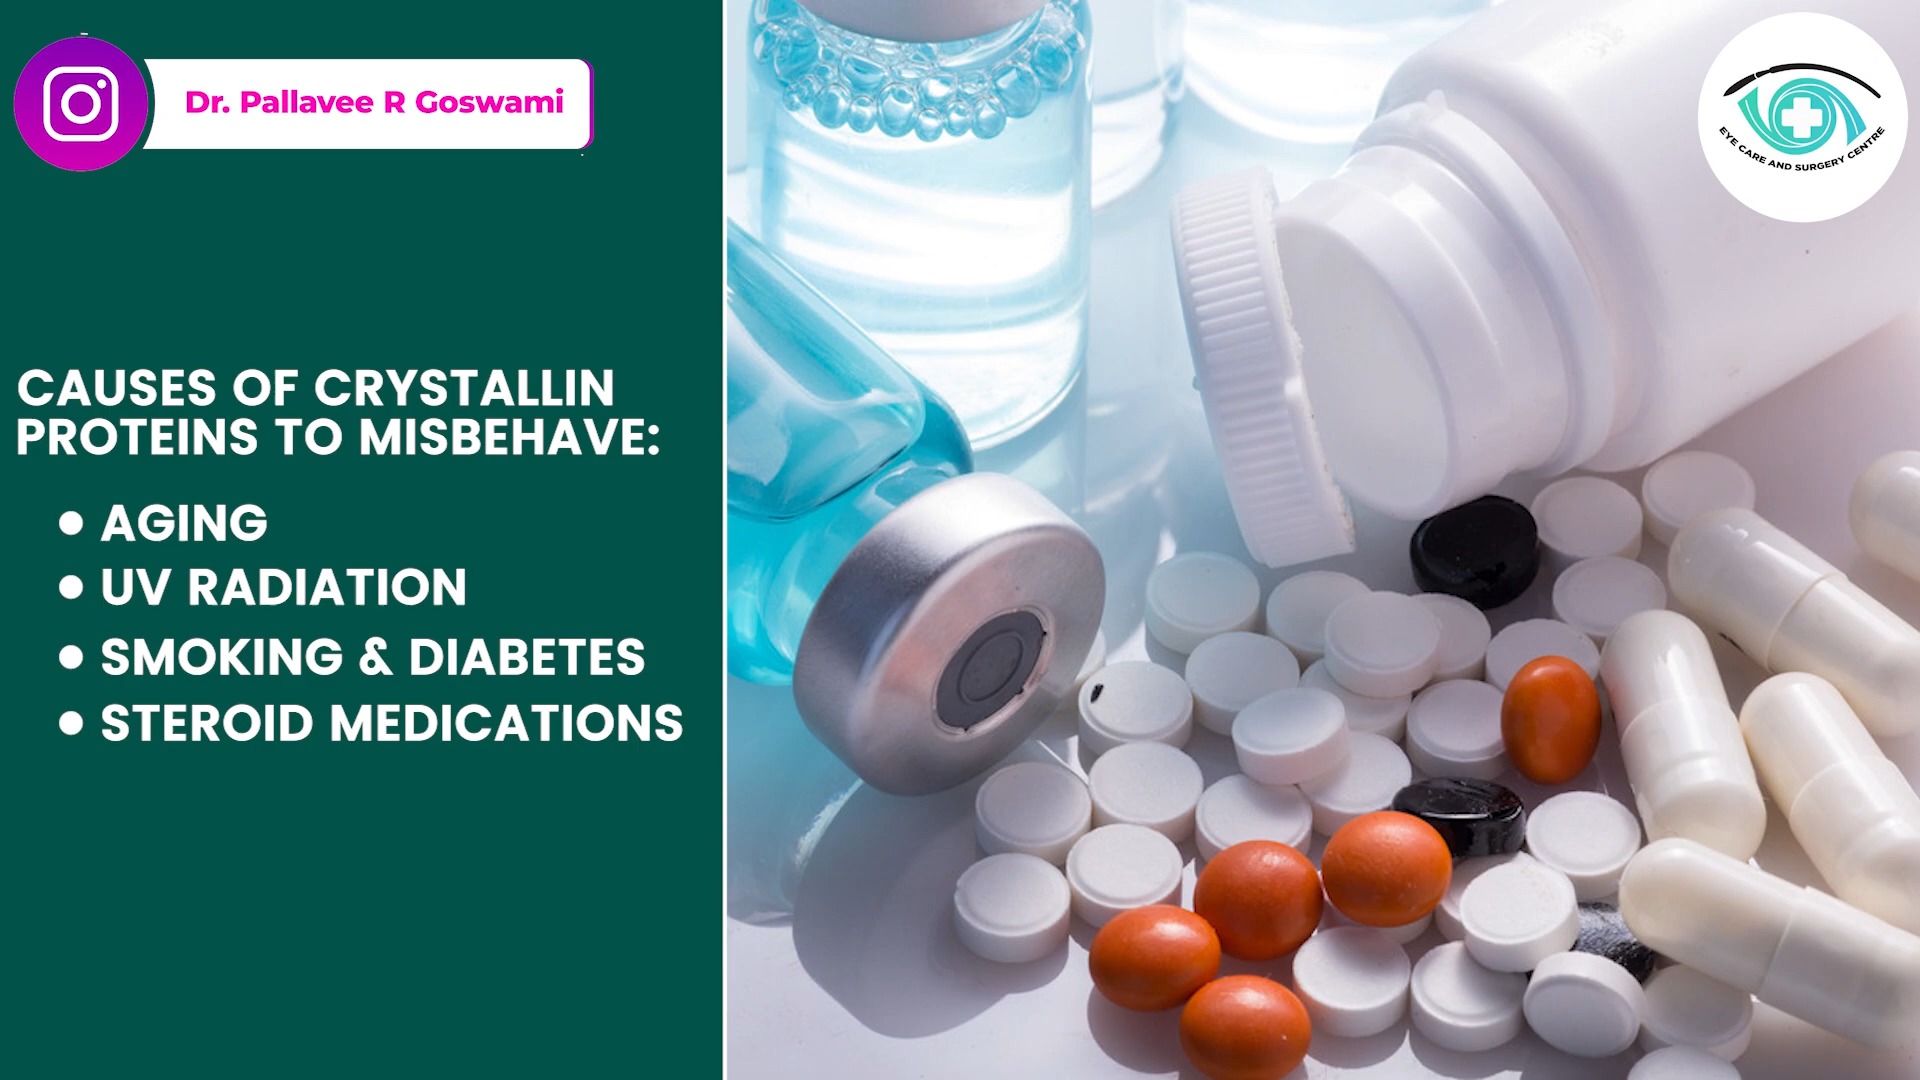 Dr. Pallavee R Goswami
EYE CARE AND SURGERY CENTRE
CAUSES OF CRYSTALLIN
PROTEINS TO MISBEHAVE:
• AGING
• UV RADIATION
• SMOKING & DIABETES
• STEROID MEDICATIONS